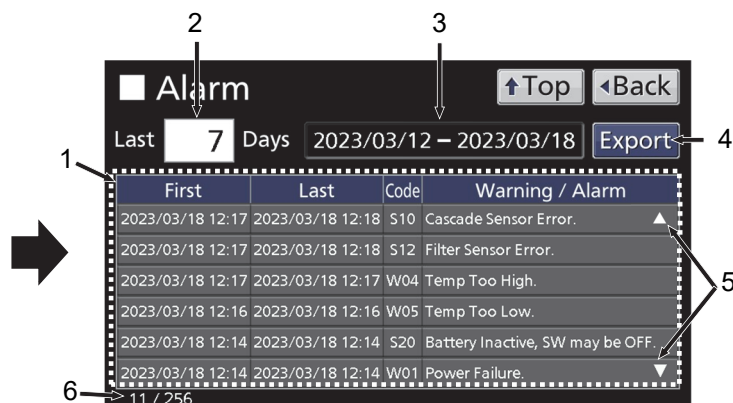 2
3
Alarm
Top
Back
Last 7 Days 2023/03/12 – 2023/03/18 Export
4
1
First Last Code Warning / Alarm
2023/03/18 12:17 2023/03/18 12:18 S10 Cascade Sensor Error.
2023/03/18 12:17 2023/03/18 12:18 S12 Filter Sensor Error.
2023/03/18 12:17 2023/03/18 12:17 W04 Temp Too High.
5
2023/03/18 12:16 2023/03/18 12:16 W05 Temp Too Low.
2023/03/18 12:14 2023/03/18 12:14 S20 Battery Inactive, SW may be OFF.
2023/03/18 12:14 2023/03/18 12:14 W01 Power Failure.
6
11 / 256